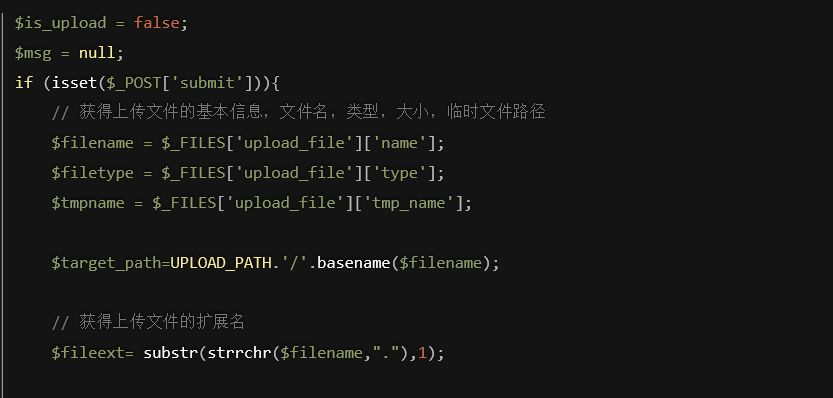 $is_upload = false;
$msg = null;
if (isset($_POST['submit'])){
// 获得上传文件的基本信息，文件名，类型，大小，临时文件路径
$filename = $_FILES['upload_file']['name'];
$filetype = $_FILES['upload_file']['type'];
$tmpname = $_FILES['upload_file']['tmp_name'];
$target_path=UPLOAD_PATH.'/'.basename($filename);
// 获得上传文件的扩展名
$fileext= substr(strrchr($filename,"."),1);